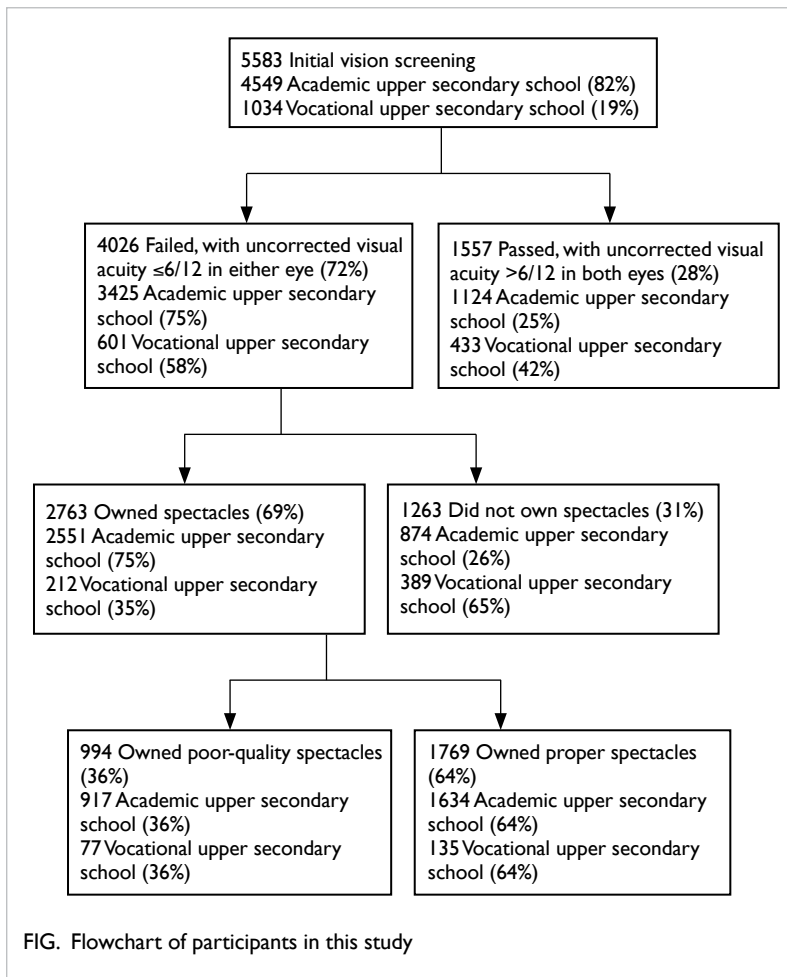 5583 Initial vision screening
4549 Academic upper secondary school (82%)
1034 Vocational upper secondary school (19%)
4026 Failed, with uncorrected visual
acuity ≤6/12 in either eye (72%)
3425 Academic upper secondary
school (75%)
601 Vocational upper secondary
school (58%)
1557 Passed, with uncorrected visual
acuity >6/12 in both eyes (28%)
1124 Academic upper secondary
school (25%)
433 Vocational upper secondary
school (42%)
2763 Owned spectacles (69%)
2551 Academic upper secondary
school (75%)
212 Vocational upper secondary
school (35%)
1263 Did not own spectacles (31%)
874 Academic upper secondary
school (26%)
389 Vocational upper secondary
school (65%)
994 Owned poor-quality spectacles
(36%)
917 Academic upper secondary
school (36%)
77 Vocational upper secondary
school (36%)
1769 Owned proper spectacles
(64%)
1634 Academic upper secondary
school (64%)
135 Vocational upper secondary
school (64%)
FIG. Flowchart of participants in this study